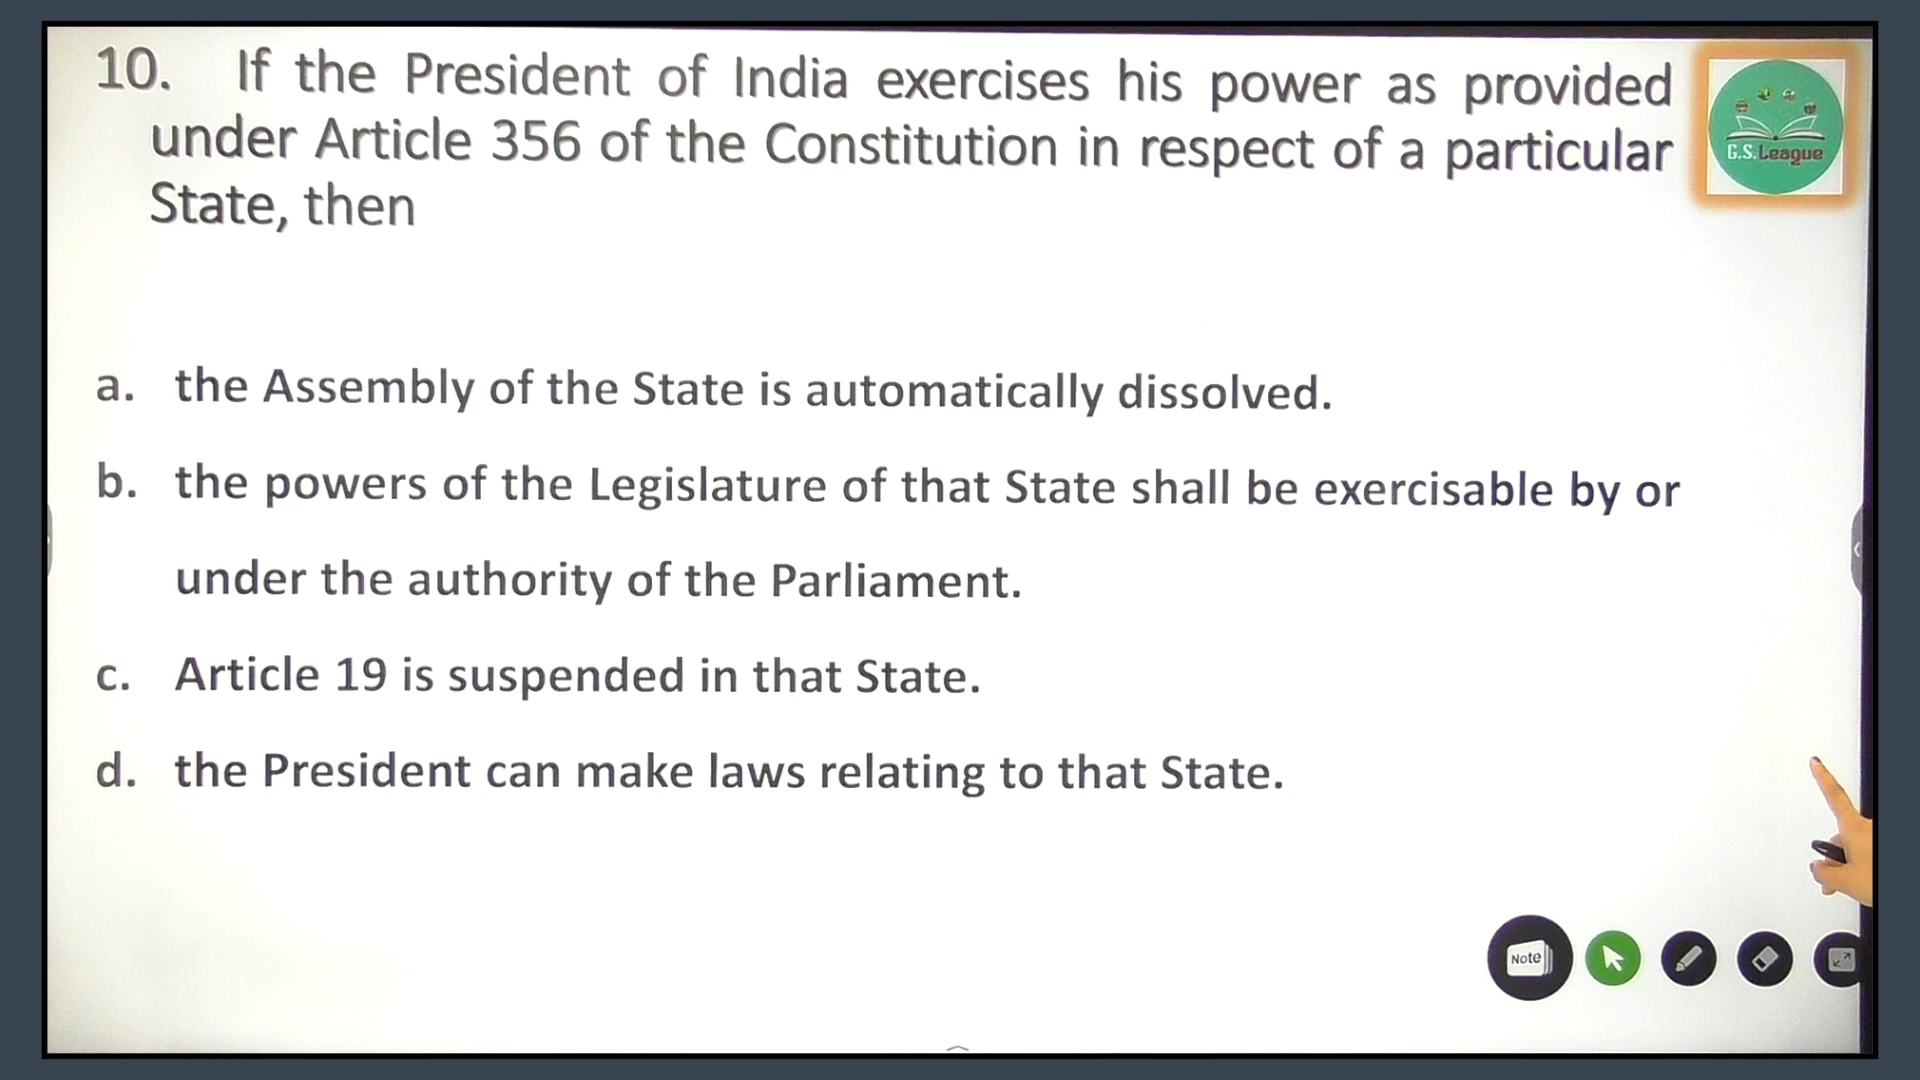 10. If the President of India exercises his power as provided
under Article 356 of the Constitution in respect of a particular
State, then
G.S.League
a. the Assembly of the State is automatically dissolved.
b. the powers of the Legislature of that State shall be exercisable by or
under the authority of the Parliament.
c. Article 19 is suspended in that State.
d. the President can make laws relating to that State.
Note